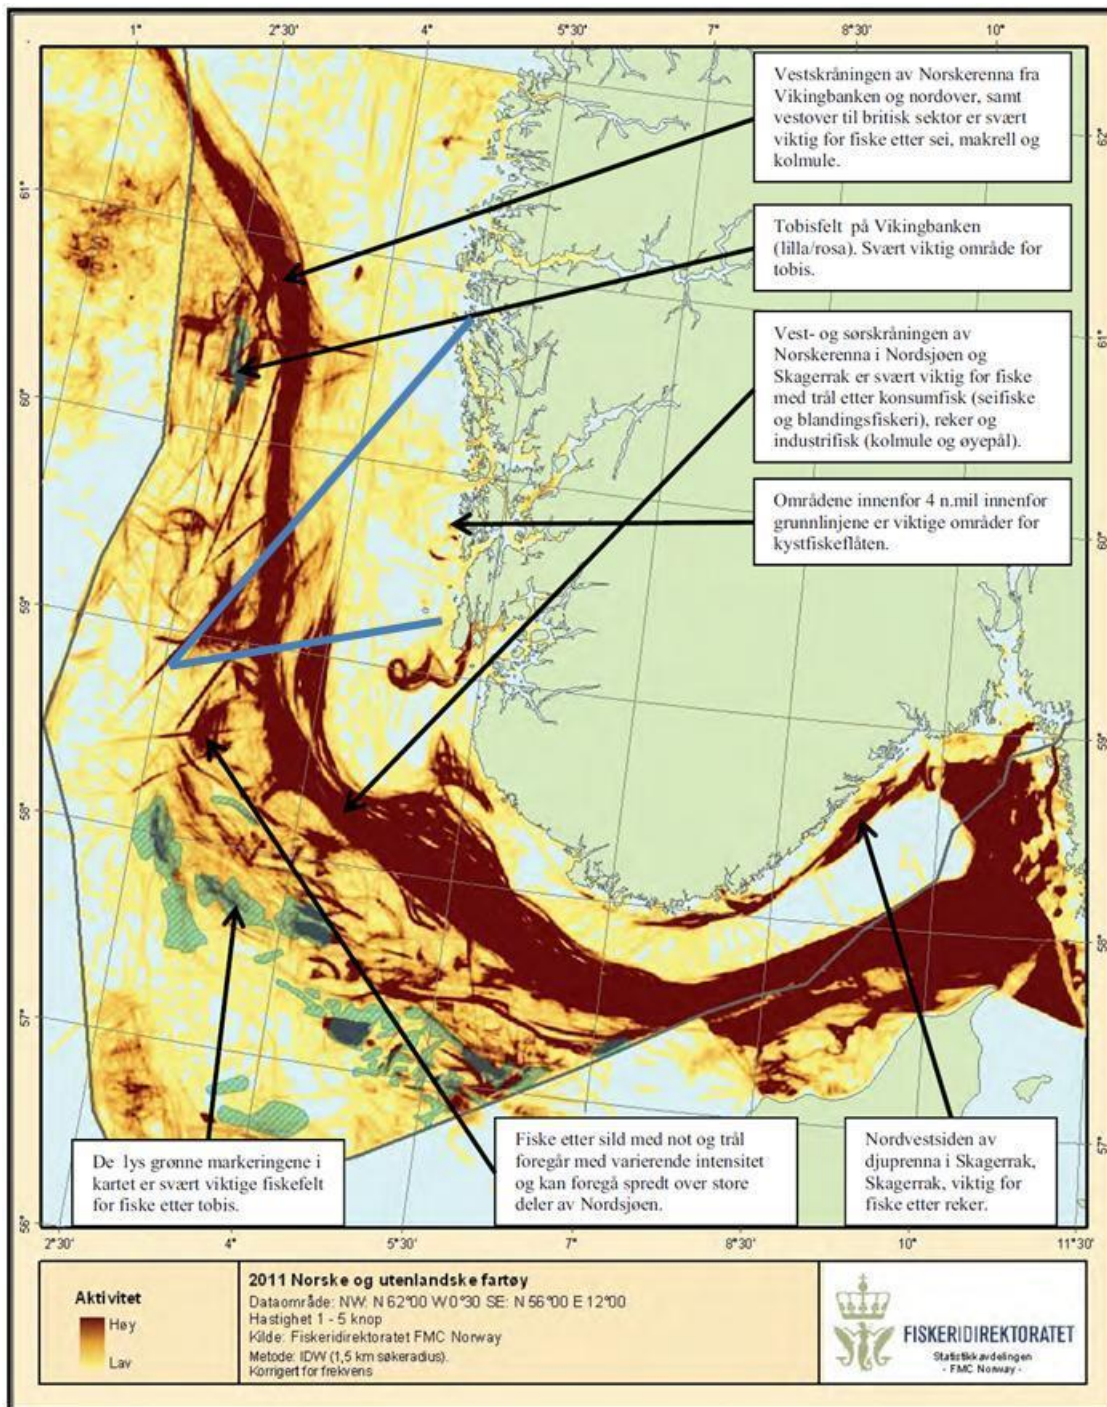 1°
2°30'
4°
5°30'
7°
8°30'
10°
Vestskråningen av Norskerenna fra
Vikingbanken og nordover, samt
vestover til britisk sektor er svært
viktig for fiske etter sei, makrell og
kolmule.
62°
61°
Tobisfelt på Vikingbanken
(lilla/rosa). Svært viktig område for
tobis.
Vest- og sørskråningen av
Norskerenna i Nordsjøen og
Skagerrak er svært viktig for fiske
med trål etter konsumfisk (seifiske
og blandingsfiskeri), reker og
industrifisk (kolmule og øyepål).
61°
60°
Områdene innenfor 4 n.mil innenfor
grunnlinjene er viktige områder for
kystfiskeflåten.
60°
59°
59°
58°
58°
57°
57°
56°
De lys grønne markeringene i
kartet er svært viktige fiskefelt
for fiske etter tobis.
Fiske etter sild med not og trål
foregår med varierende intensitet
og kan foregå spredt over store
deler av Nordsjøen.
Nordvestsiden av
djuprenna i Skagerrak,
Skagerrak, viktig for
fiske etter reker.
2°30'
4°
5°30'
7°
8°30'
10°
11°30'
Aktivitet
Høy
Lav
2011 Norske og utenlandske fartøy
Dataområde: NW: N 62°00 W 0°30 SE: N 56°00 E 12°00
Hastighet 1 - 5 knop
Kilde: Fiskeridirektoratet FMC Norway
Metode: IDW (1,5 km søkeradius).
Korrigert for frekvens
FISKERIDIREKTORATET
Statistikkavdelingen
- FMC Norway -